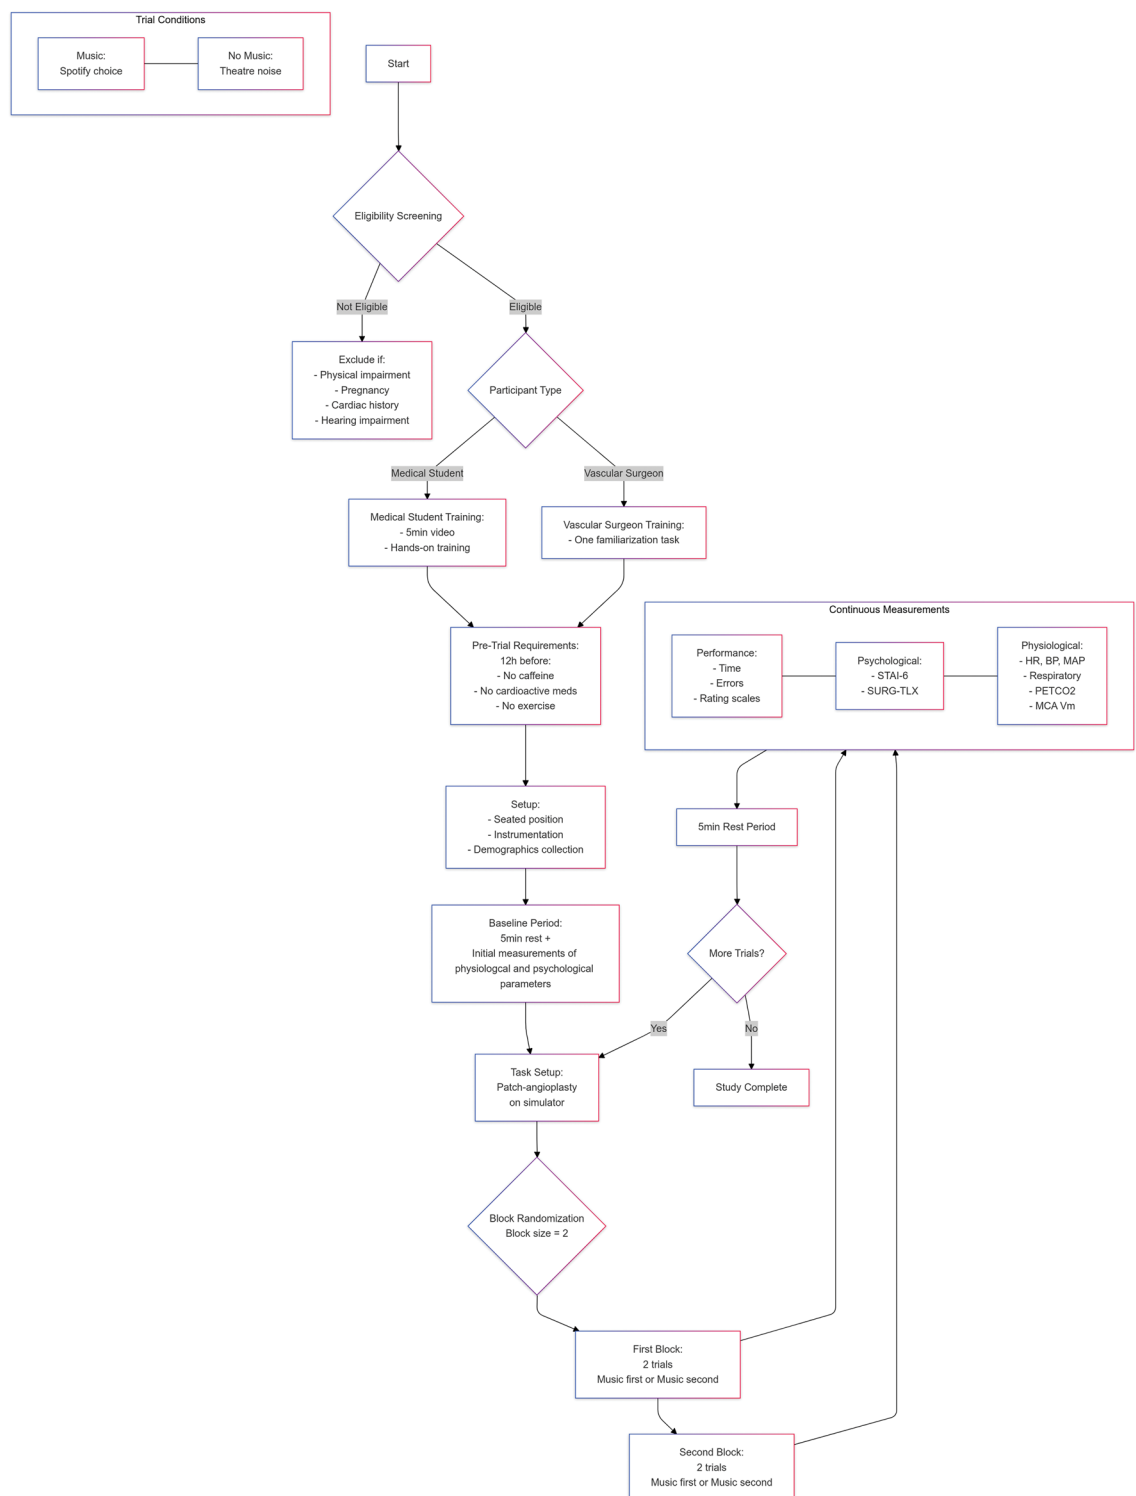 Trial Conditions
Music:
Spotify choice
No Music:
Theatre noise
Start
Eligibility Screening
Not Eligible
Eligible
Exclude if:
- Physical impairment
- Pregnancy
- Cardiac history
- Hearing impairment
Participant Type
Medical Student
Vascular Surgeon
Medical Student Training:
- 5min video
- Hands-on training
Vascular Surgeon Training:
- One familiarization task
Pre-Trial Requirements:
12h before:
- No caffeine
- No cardioactive meds
- No exercise
Continuous Measurements
Performance:
- Time
- Errors
- Rating scales
Psychological:
- STAI-6
- SURG-TLX
Physiological:
- HR, BP, MAP
- Respiratory
- PETCO2
- MCA Vm
Setup:
- Seated position
- Instrumentation
- Demographics collection
5min Rest Period
Baseline Period:
5min rest +
Initial measurements of
physiologcal and psychological
parameters
More Trials?
Yes
No
Task Setup:
Patch-angioplasty
on simulator
Study Complete
Block Randomization
Block size = 2
First Block:
2 trials
Music first or Music second
Second Block:
2 trials
Music first or Music second